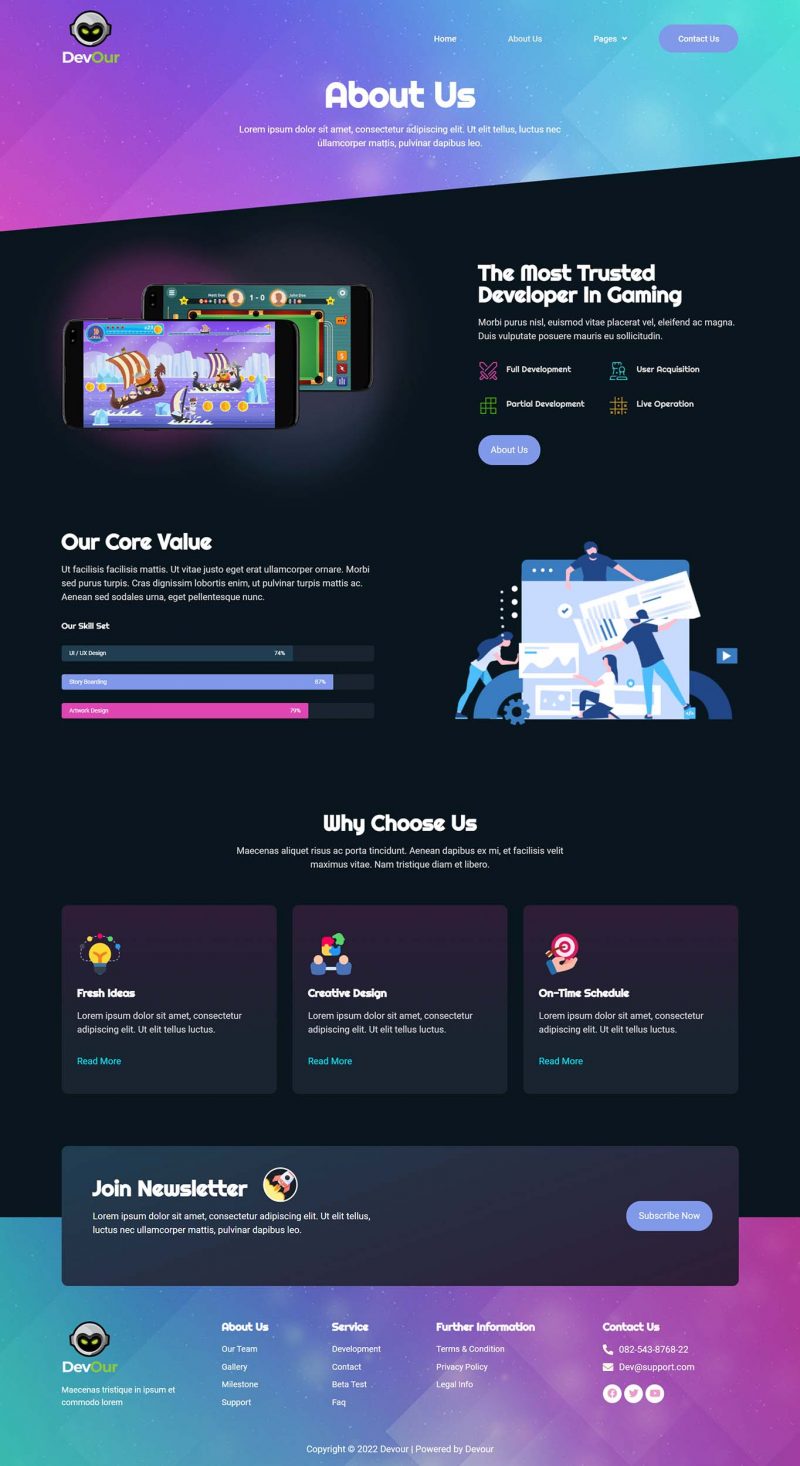 DevOur
Home
About Us
Pages
Contact Us
About Us
Lorem ipsum dolor sit amet, consectetur adipiscing elit. Ut elit tellus, luctus nec
ullamcorper mattis, pulvinar dapibus leo.
1 - 0
The Most Trusted
Developer In Gaming
Morbi purus nisl, euismod vitae placerat vel, eleifend ac magna.
Duis vulputate posuere mauris eu sollicitudin.
Full Development
User Acquisition
Partial Development
Live Operation
About Us
Our Core Value
Ut facilisis facilisis mattis. Ut vitae justo eget erat ullamcorper ornare. Morbi
sed purus turpis. Cras dignissim lobortis enim, ut pulvinar turpis mattis ac.
Aenean sed sodales urna, eget pellentesque nunc.
Our Skill Set
UI / UX Design 74%
Story Boarding 87%
Artwork Design 79%
Why Choose Us
Maecenas aliquet risus ac porta tincidunt. Aenean dapibus ex mi, et facilisis velit
maximus vitae. Nam tristique diam et libero.
Fresh Ideas
Lorem ipsum dolor sit amet, consectetur
adipiscing elit. Ut elit tellus luctus.
Read More
Creative Design
Lorem ipsum dolor sit amet, consectetur
adipiscing elit. Ut elit tellus luctus.
Read More
On-Time Schedule
Lorem ipsum dolor sit amet, consectetur
adipiscing elit. Ut elit tellus luctus.
Read More
Join Newsletter
Lorem ipsum dolor sit amet, consectetur adipiscing elit. Ut elit tellus,
luctus nec ullamcorper mattis, pulvinar dapibus leo.
Subscribe Now
DevOur
Maecenas tristique in ipsum et
commodo lorem
About Us
Our Team
Gallery
Milestone
Support
Service
Development
Contact
Beta Test
Faq
Further Information
Terms & Condition
Privacy Policy
Legal Info
Contact Us
082-543-8768-22
Dev@support.com
Copyright © 2022 Devour | Powered by Devour